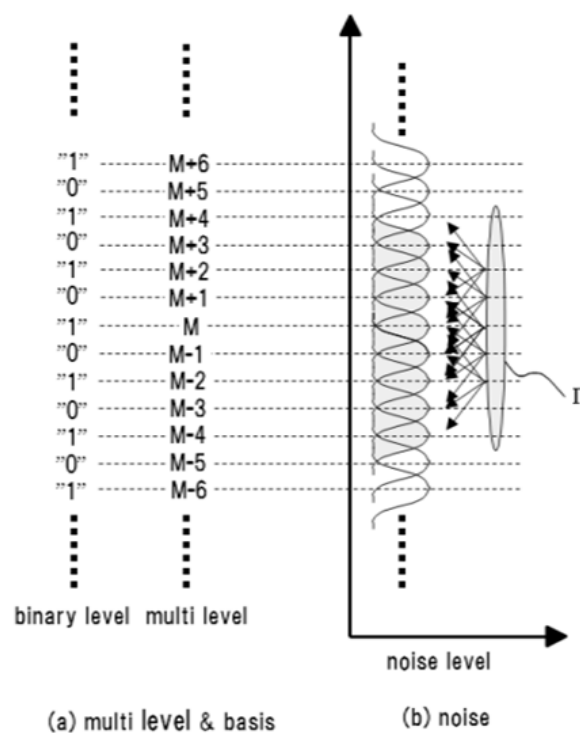 "1" M+6
"0" M+5
"1" M+4
"0" M+3
"1" M+2
"0" M+1
"1" M
"0" M-1
"1" M-2
"0" M-3
"1" M-4
"0" M-5
"1" M-6
binary level multi level
noise level
(a) multi level & basis
(b) noise